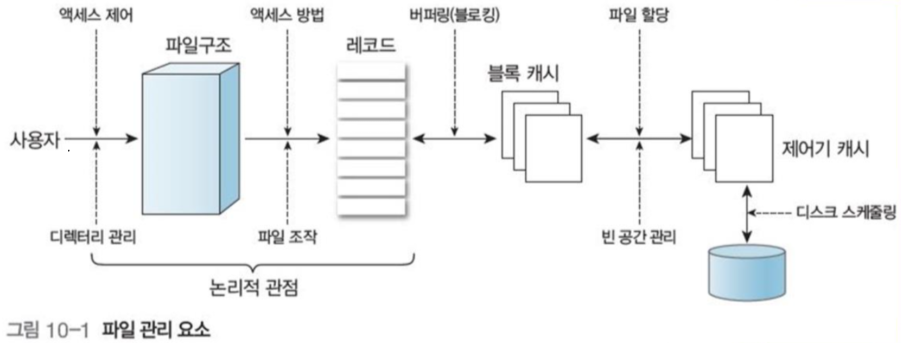 액세스 제어
액세스 방법
버퍼링(블로킹)
파일 할당
파일구조
레코드
블록 캐시
사용자
제어기 캐시
디스크 스케줄링
디렉터리 관리
파일 조작
빈 공간 관리
논리적 관점
그림 10-1 파일 관리 요소